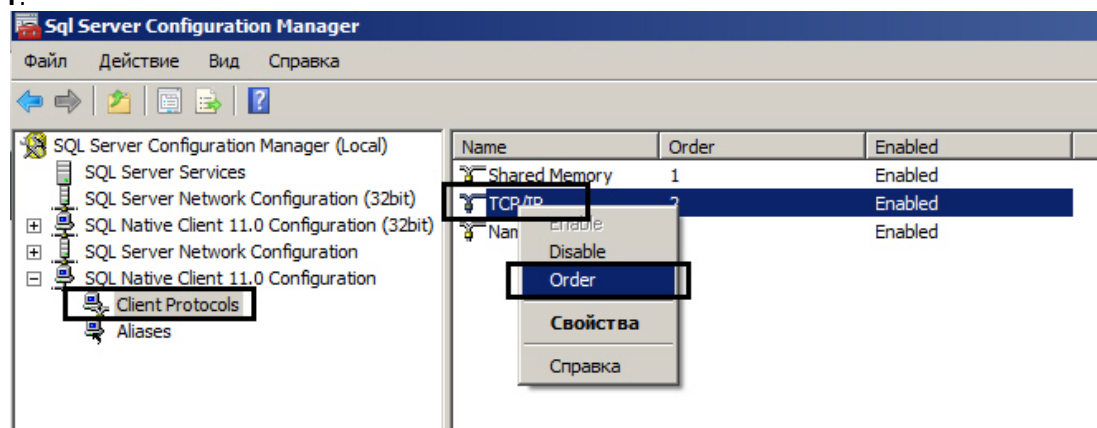 Sql Server Configuration Manager
Файл Действие Вид Справка
SQL Server Configuration Manager (Local)
SQL Server Services
SQL Server Network Configuration (32bit)
SQL Native Client 11.0 Configuration (32bit)
SQL Server Network Configuration
SQL Native Client 11.0 Configuration
Client Protocols
Aliases
Name Order Enabled
Shared Memory 1 Enabled
TCP/IP 2 Enabled
Nam Enabled
Enable
Disable
Order
Свойства
Справка